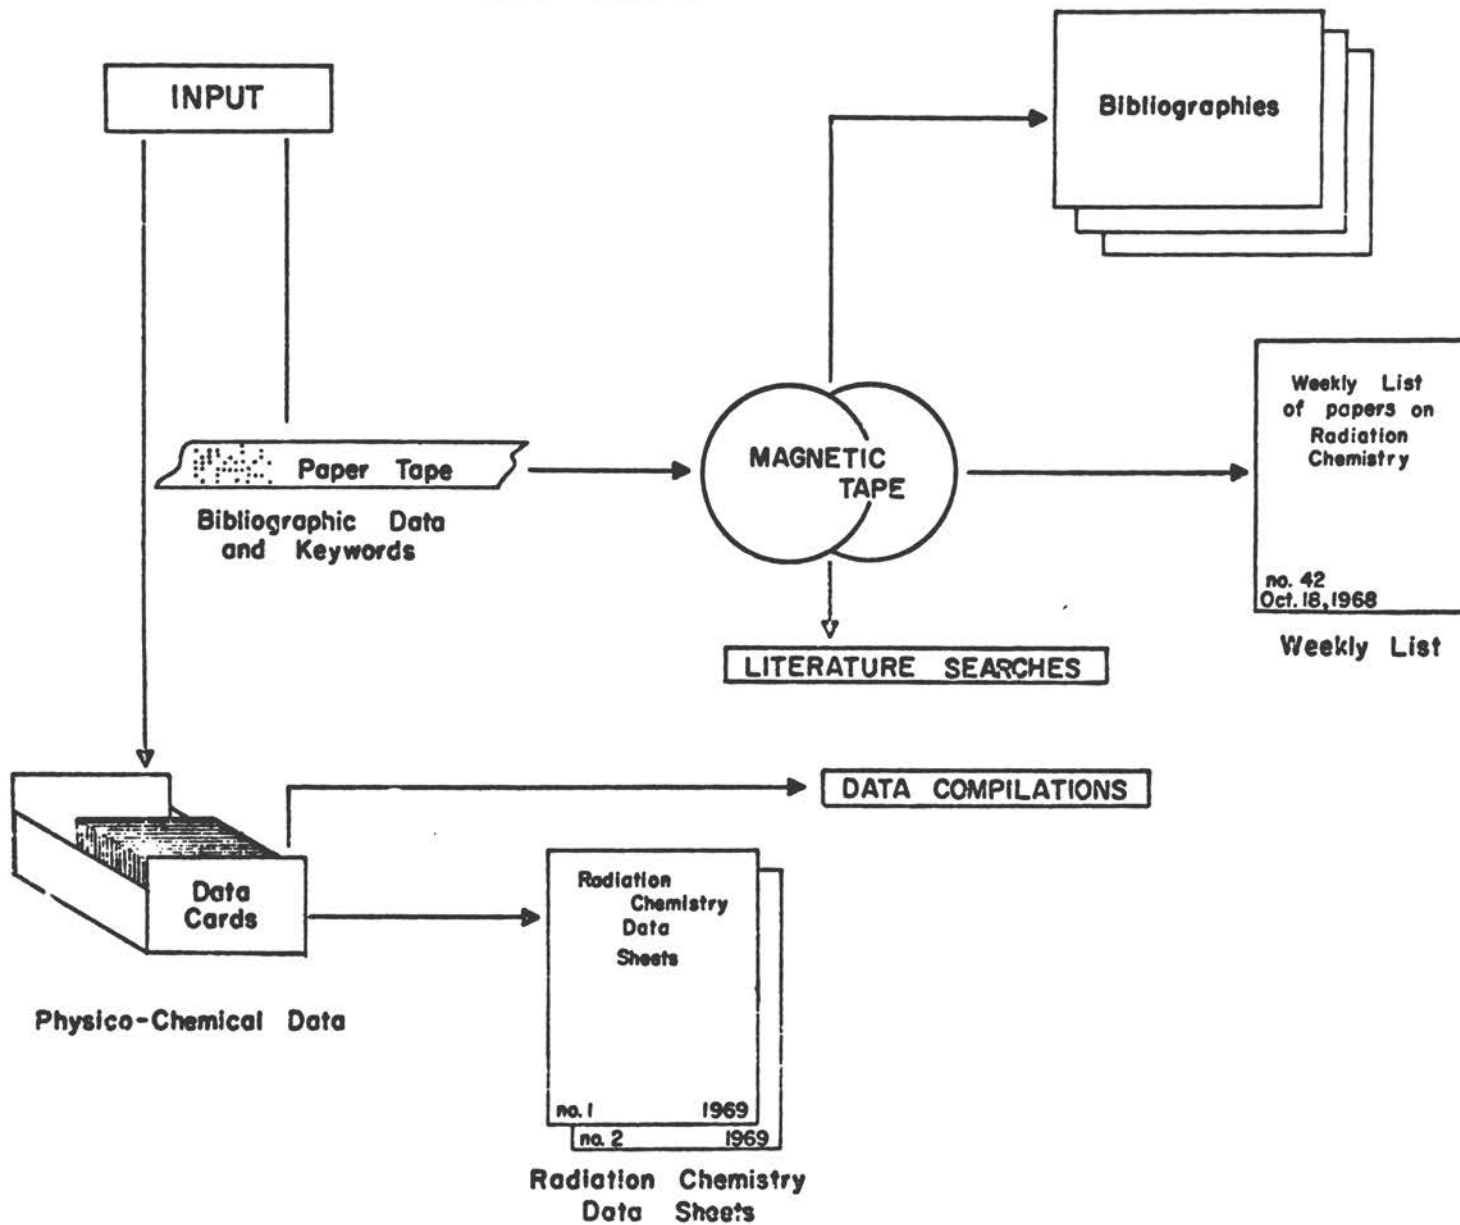 INPUT
Bibliographies
Paper Tape
Bibliographic Data
and Keywords
MAGNETIC
TAPE
Weekly List
of papers on
Radiation
Chemistry
no. 42
Oct. 18, 1968
Weekly List
LITERATURE SEARCHES
DATA COMPILATIONS
Data
Cards
Physico-Chemical Data
Radiation
Chemistry
Data
Sheets
no. 1 1969
no. 2 1969
Radiation Chemistry
Data Sheets